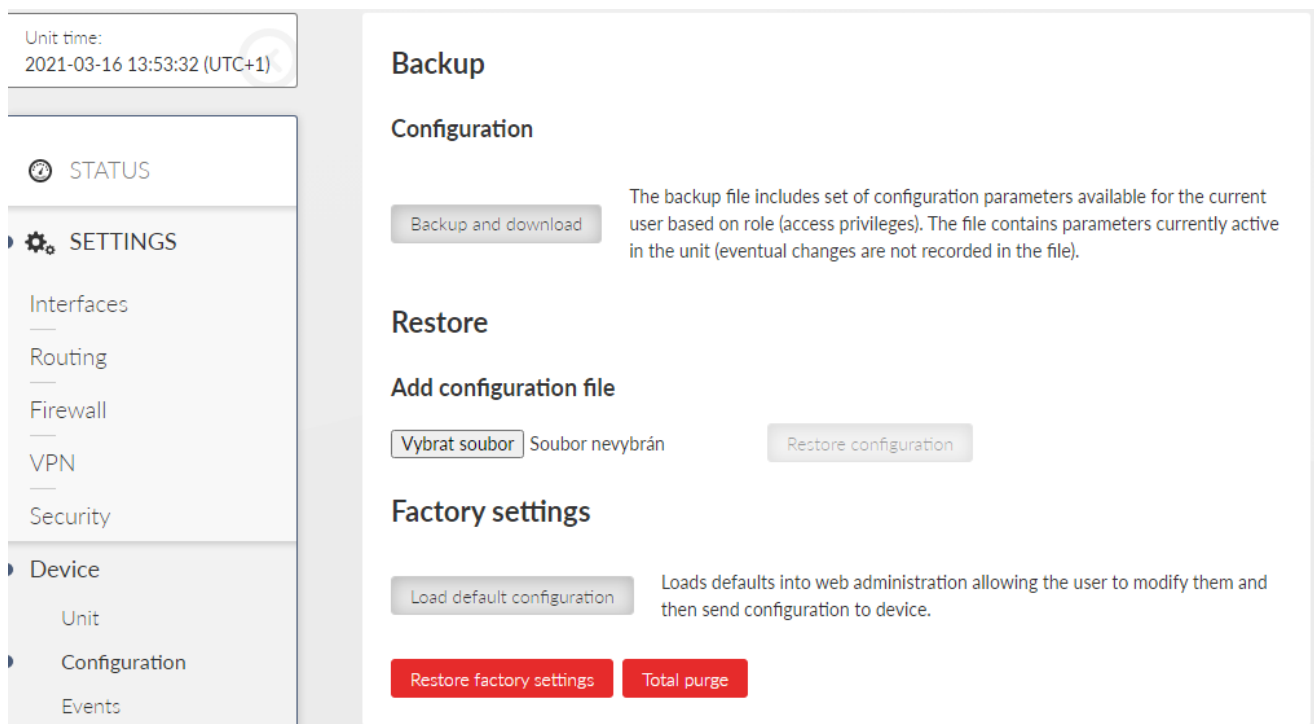 Unit time:
2021-03-16 13:53:32 (UTC+1)
STATUS
SETTINGS
Interfaces
Routing
Firewall
VPN
Security
Device
Unit
Configuration
Events
Backup
Configuration
Backup and download
The backup file includes set of configuration parameters available for the current
user based on role (access privileges). The file contains parameters currently active
in the unit (eventual changes are not recorded in the file).
Restore
Add configuration file
Vybrat soubor Soubor nevybrán
Restore configuration
Factory settings
Load default configuration
Loads defaults into web administration allowing the user to modify them and
then send configuration to device.
Restore factory settings
Total purge